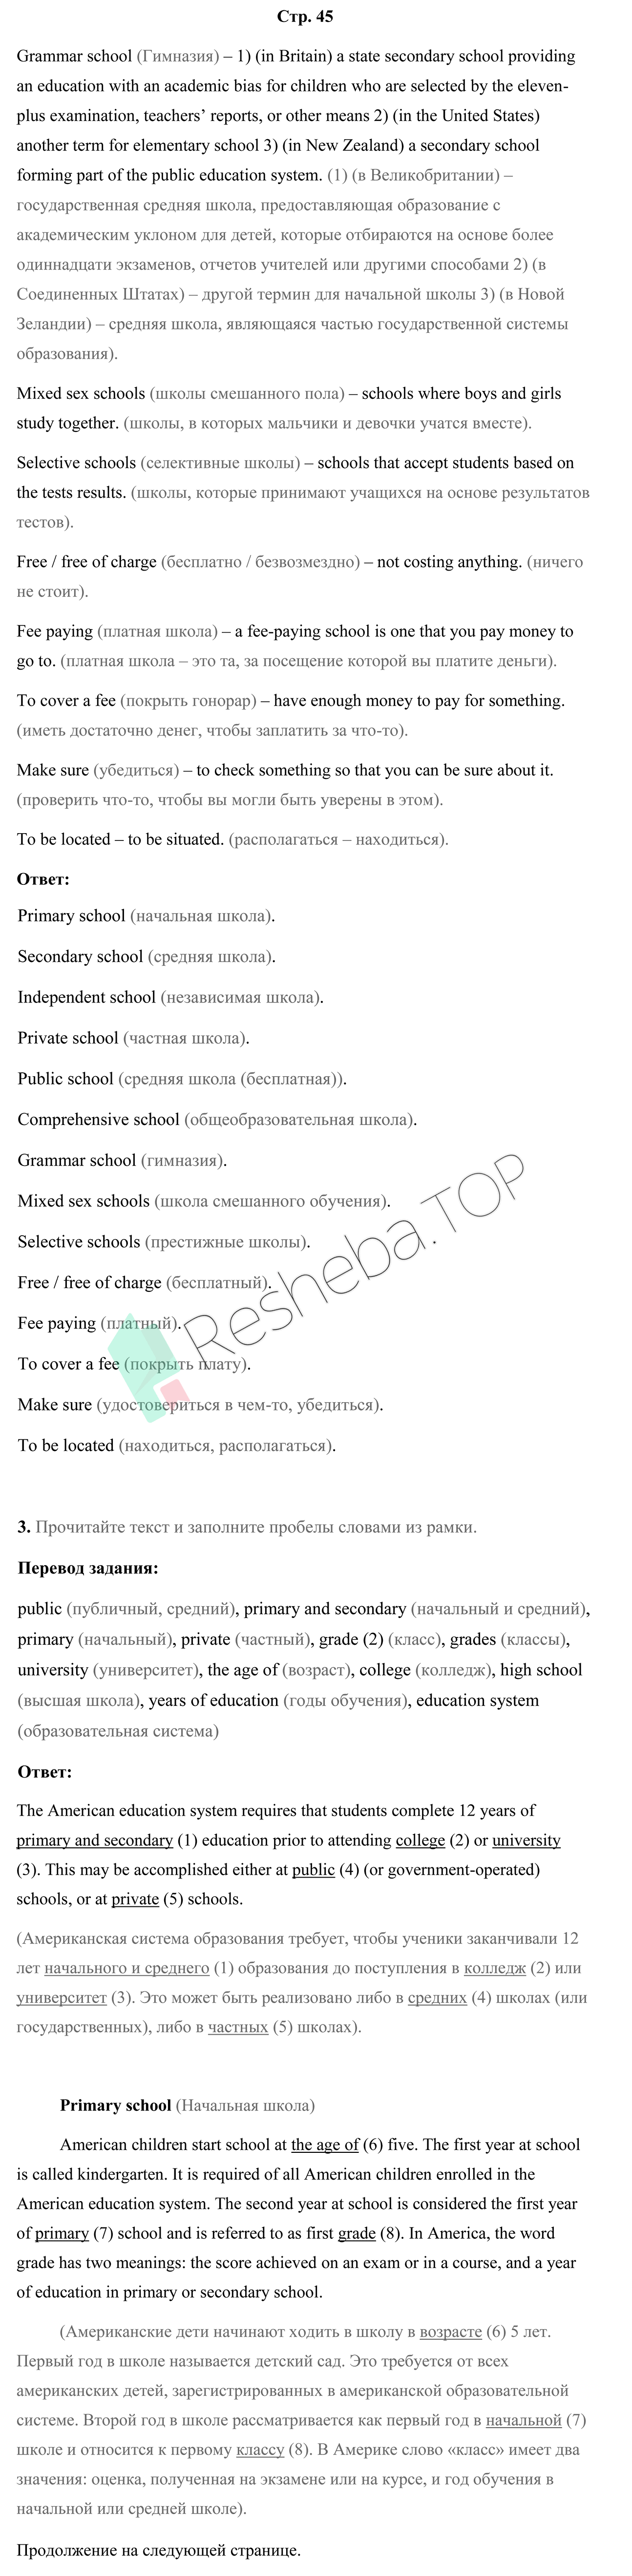 Стр. 45
Grammar school (Гимназия) – 1) (in Britain) a state secondary school providing
an education with an academic bias for children who are selected by the eleven-
plus examination, teachers’ reports, or other means 2) (in the United States)
another term for elementary school 3) (in New Zealand) a secondary school
forming part of the public education system. (1) (в Великобритании) –
государственная средняя школа, предоставляющая образование с
академическим уклоном для детей, которые отбираются на основе более
одиннадцати экзаменов, отчетов учителей или другими способами 2) (в
Соединенных Штатах) – другой термин для начальной школы 3) (в Новой
Зеландии) – средняя школа, являющаяся частью государственной системы
образования).
Mixed sex schools (школы смешанного пола) – schools where boys and girls
study together. (школы, в которых мальчики и девочки учатся вместе).
Selective schools (селективные школы) – schools that accept students based on
the tests results. (школы, которые принимают учащихся на основе результатов
тестов).
Free / free of charge (бесплатно / безвозмездно) – not costing anything. (ничего
не стоит).
Fee paying (платная школа) – a fee-paying school is one that you pay money to
go to. (платная школа – это та, за посещение которой вы платите деньги).
To cover a fee (покрыть гонорар) – have enough money to pay for something.
(иметь достаточно денег, чтобы заплатить за что-то).
Make sure (убедиться) – to check something so that you can be sure about it.
(проверить что-то, чтобы вы могли быть уверены в этом).
To be located – to be situated. (располагаться – находиться).
Ответ:
Primary school (начальная школа).
Secondary school (средняя школа).
Independent school (независимая школа).
Private school (частная школа).
Public school (средняя школа (бесплатная)).
Comprehensive school (общеобразовательная школа).
Grammar school (гимназия).
Mixed sex schools (школа смешанного обучения).
Selective schools (престижные школы).
Free / free of charge (бесплатный).
Fee paying (платный).
To cover a fee (покрыть плату).
Make sure (удостовериться в чем-то, убедиться).
To be located (находиться, располагаться).
Resheba.TOP
3. Прочитайте текст и заполните пробелы словами из рамки.
Перевод задания:
public (публичный, средний), primary and secondary (начальный и средний),
primary (начальный), private (частный), grade (2) (класс), grades (классы),
university (университет), the age of (возраст), college (колледж), high school
(высшая школа), years of education (годы обучения), education system
(образовательная система)
Ответ:
The American education system requires that students complete 12 years of
primary and secondary (1) education prior to attending college (2) or university
(3). This may be accomplished either at public (4) (or government-operated)
schools, or at private (5) schools.
(Американская система образования требует, чтобы ученики заканчивали 12
лет начального и среднего (1) образования до поступления в колледж (2) или
университет (3). Это может быть реализовано либо в средних (4) школах (или
государственных), либо в частных (5) школах).
Primary school (Начальная школа)
American children start school at the age of (6) five. The first year at school
is called kindergarten. It is required of all American children enrolled in the
American education system. The second year at school is considered the first year
of primary (7) school and is referred to as first grade (8). In America, the word
grade has two meanings: the score achieved on an exam or in a course, and a year
of education in primary or secondary school.
(Американские дети начинают ходить в школу в возрасте (6) 5 лет.
Первый год в школе называется детский сад. Это требуется от всех
американских детей, зарегистрированных в американской образовательной
системе. Второй год в школе рассматривается как первый год в начальной (7)
школе и относится к первому классу (8). В Америке слово «класс» имеет два
значения: оценка, полученная на экзамене или на курсе, и год обучения в
начальной или средней школе).
Продолжение на следующей странице.